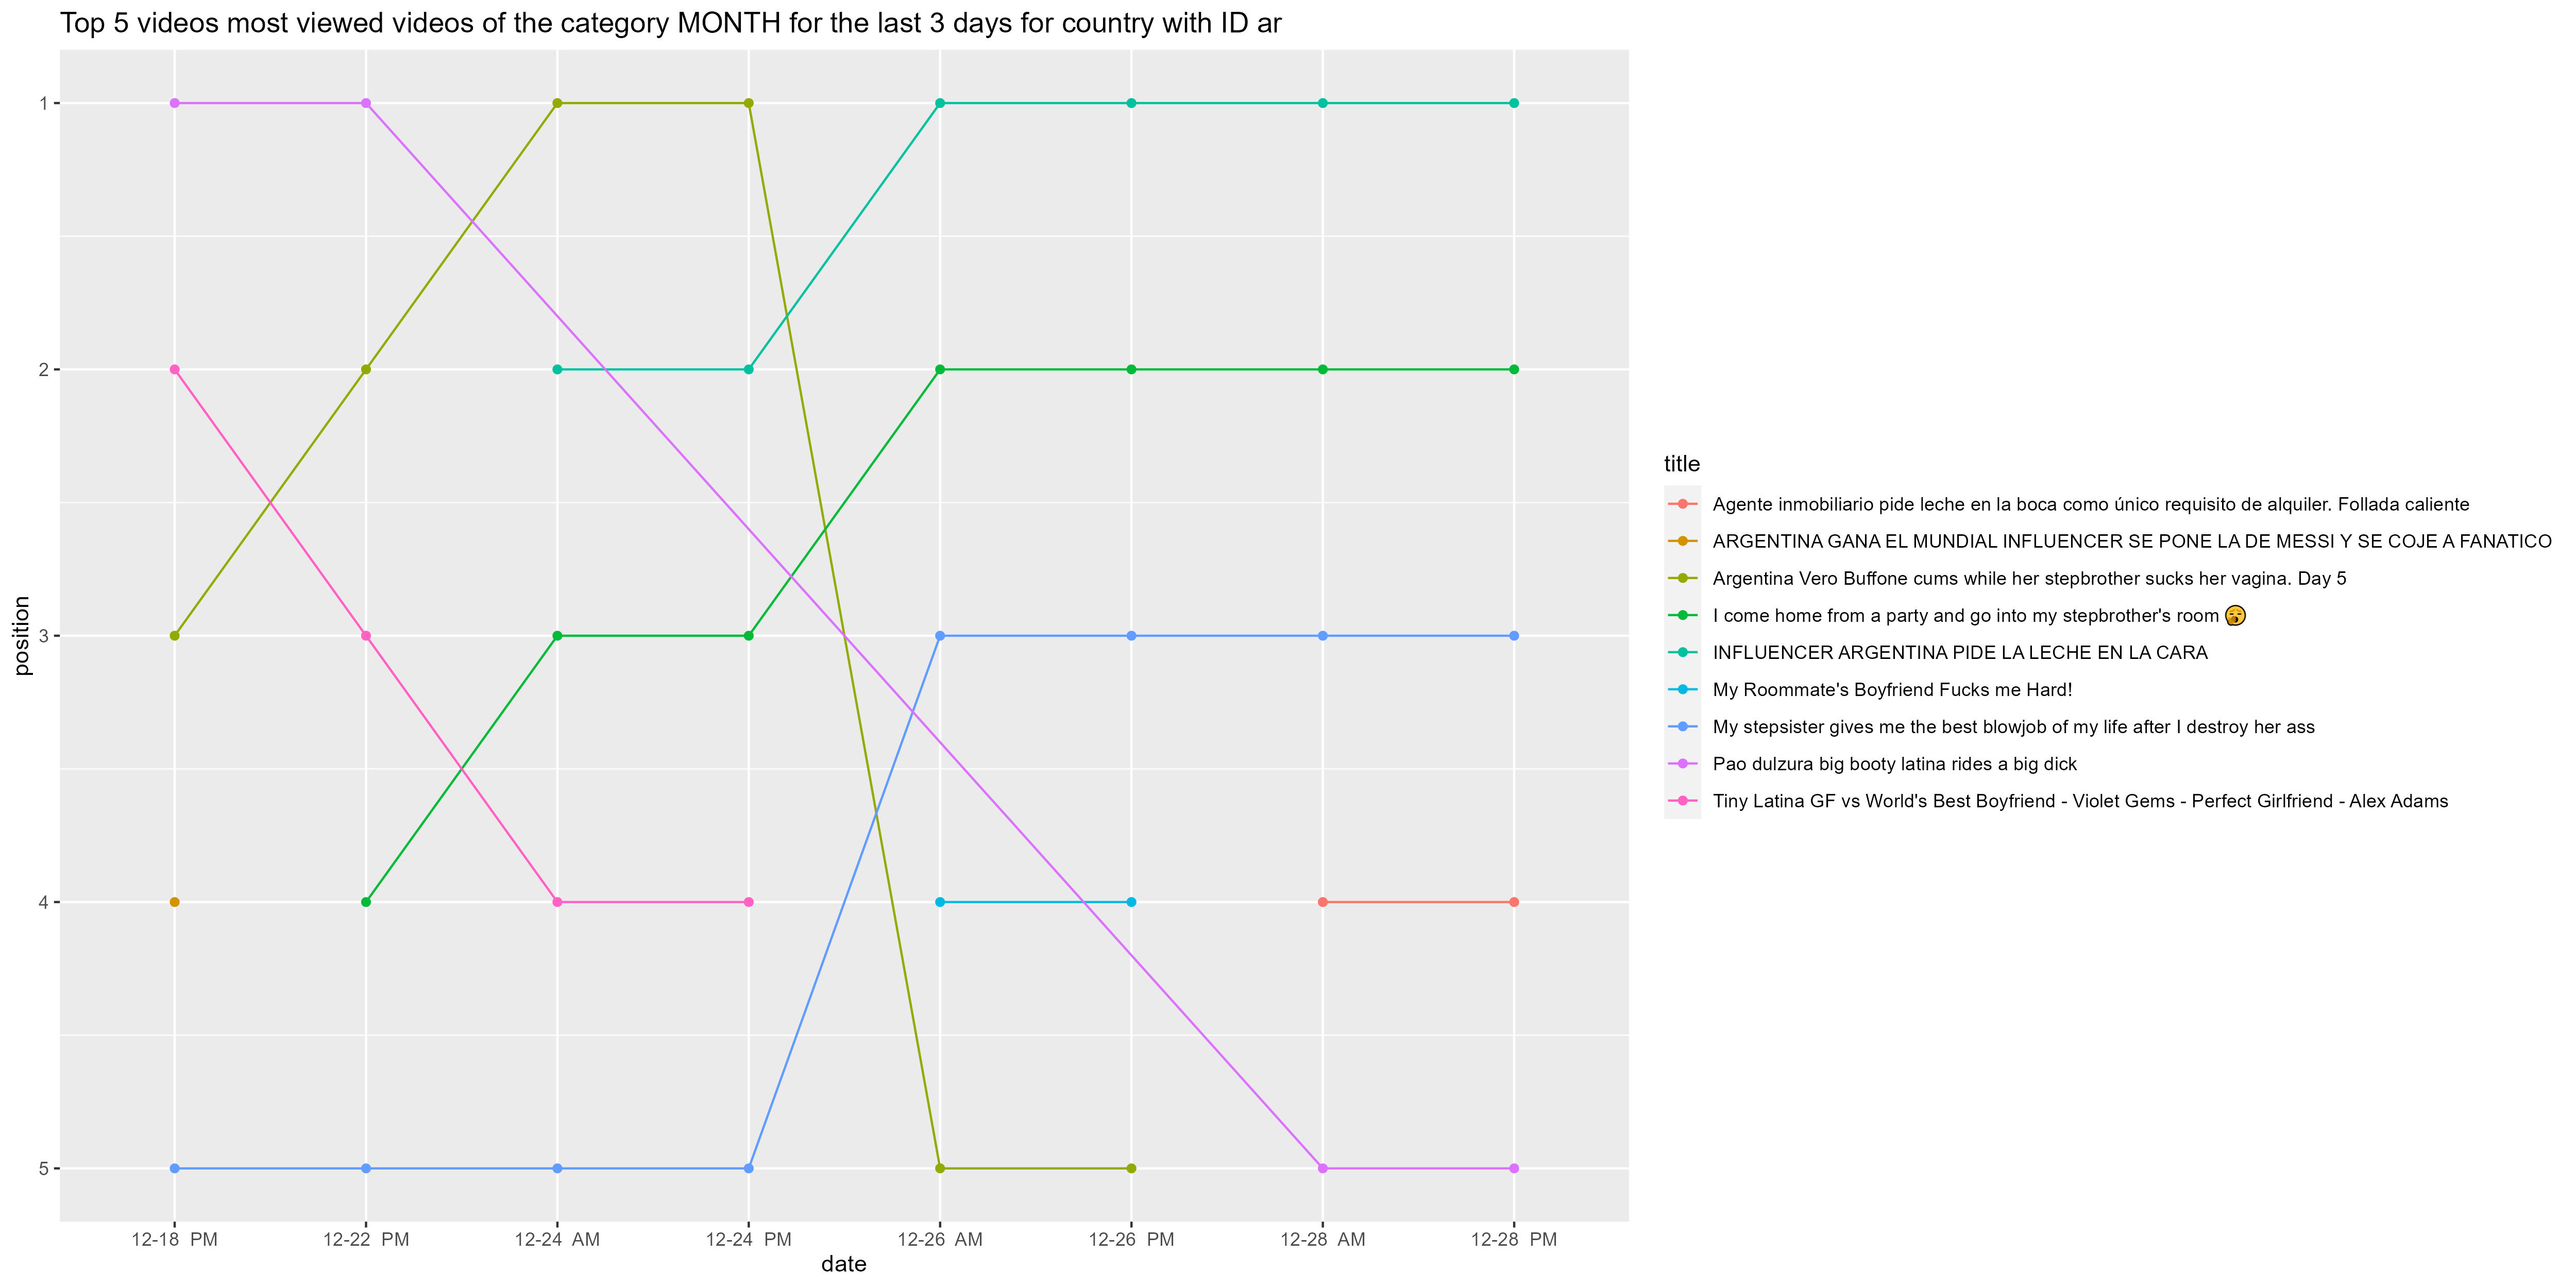 Top 5 videos most viewed videos of the category MONTH for the last 3 days for country with ID ar
position
1
2
3
4
5
12-18 PM
12-22 PM
12-24 AM
12-24 PM
12-26 AM
12-26 PM
12-28 AM
12-28 PM
date
title
Agente inmobiliario pide leche en la boca como único requisito de alquiler. Follada caliente
ARGENTINA GANA EL MUNDIAL INFLUENCER SE PONE LA DE MESSI Y SE COJE A FANATICO
Argentina Vero Buffone cums while her stepbrother sucks her vagina. Day 5
I come home from a party and go into my stepbrother's room 🥱
INFLUENCER ARGENTINA PIDE LA LECHE EN LA CARA
My Roommate's Boyfriend Fucks me Hard!
My stepsister gives me the best blowjob of my life after I destroy her ass
Pao dulzura big booty latina rides a big dick
Tiny Latina GF vs World's Best Boyfriend - Violet Gems - Perfect Girlfriend - Alex Adams